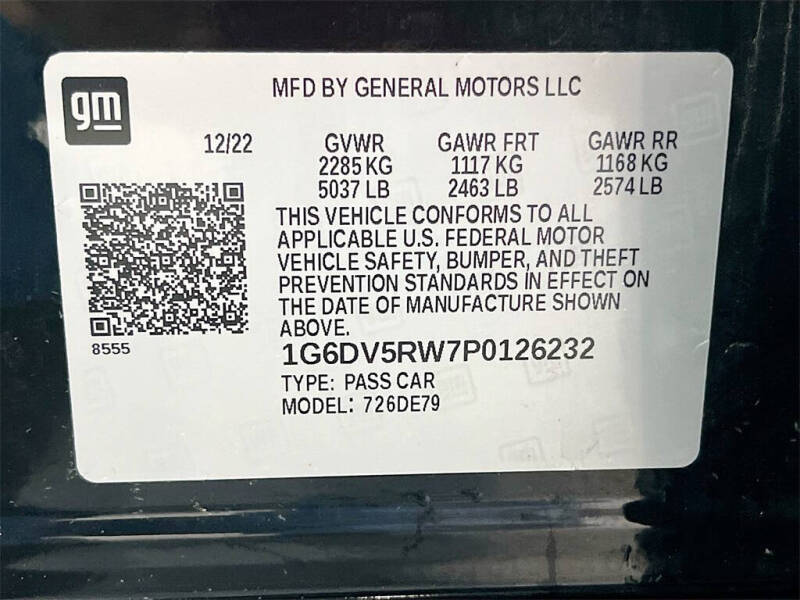 gm
MFD BY GENERAL MOTORS LLC
12/22 GVWR GAWR FRT GAWR RR
2285 KG 1117 KG 1168 KG
5037 LB 2463 LB 2574 LB
THIS VEHICLE CONFORMS TO ALL
APPLICABLE U.S. FEDERAL MOTOR
VEHICLE SAFETY, BUMPER, AND THEFT
PREVENTION STANDARDS IN EFFECT ON
THE DATE OF MANUFACTURE SHOWN
ABOVE.
8555
1G6DV5RW7P0126232
TYPE: PASS CAR
MODEL: 726DE79